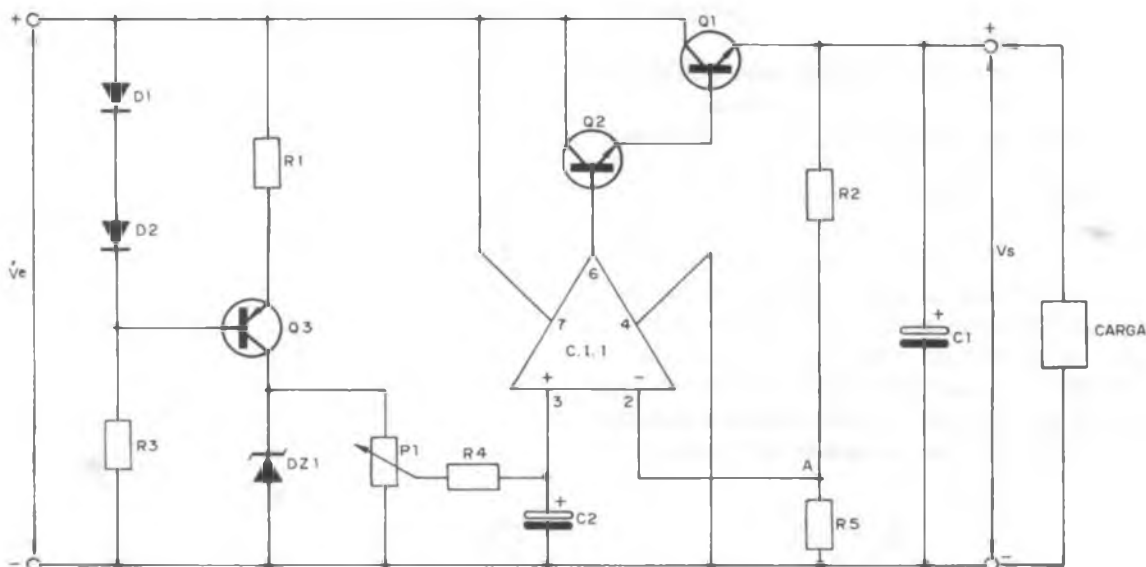 +
Q1
+
D1
Q2
R1
R2
D2
Ve
Vs
6
Q3
7
4
+
C1
CARGA
C.I.1
+
-
3
2
R3
P1
R4
A
DZ1
+
C2
R5
-
-